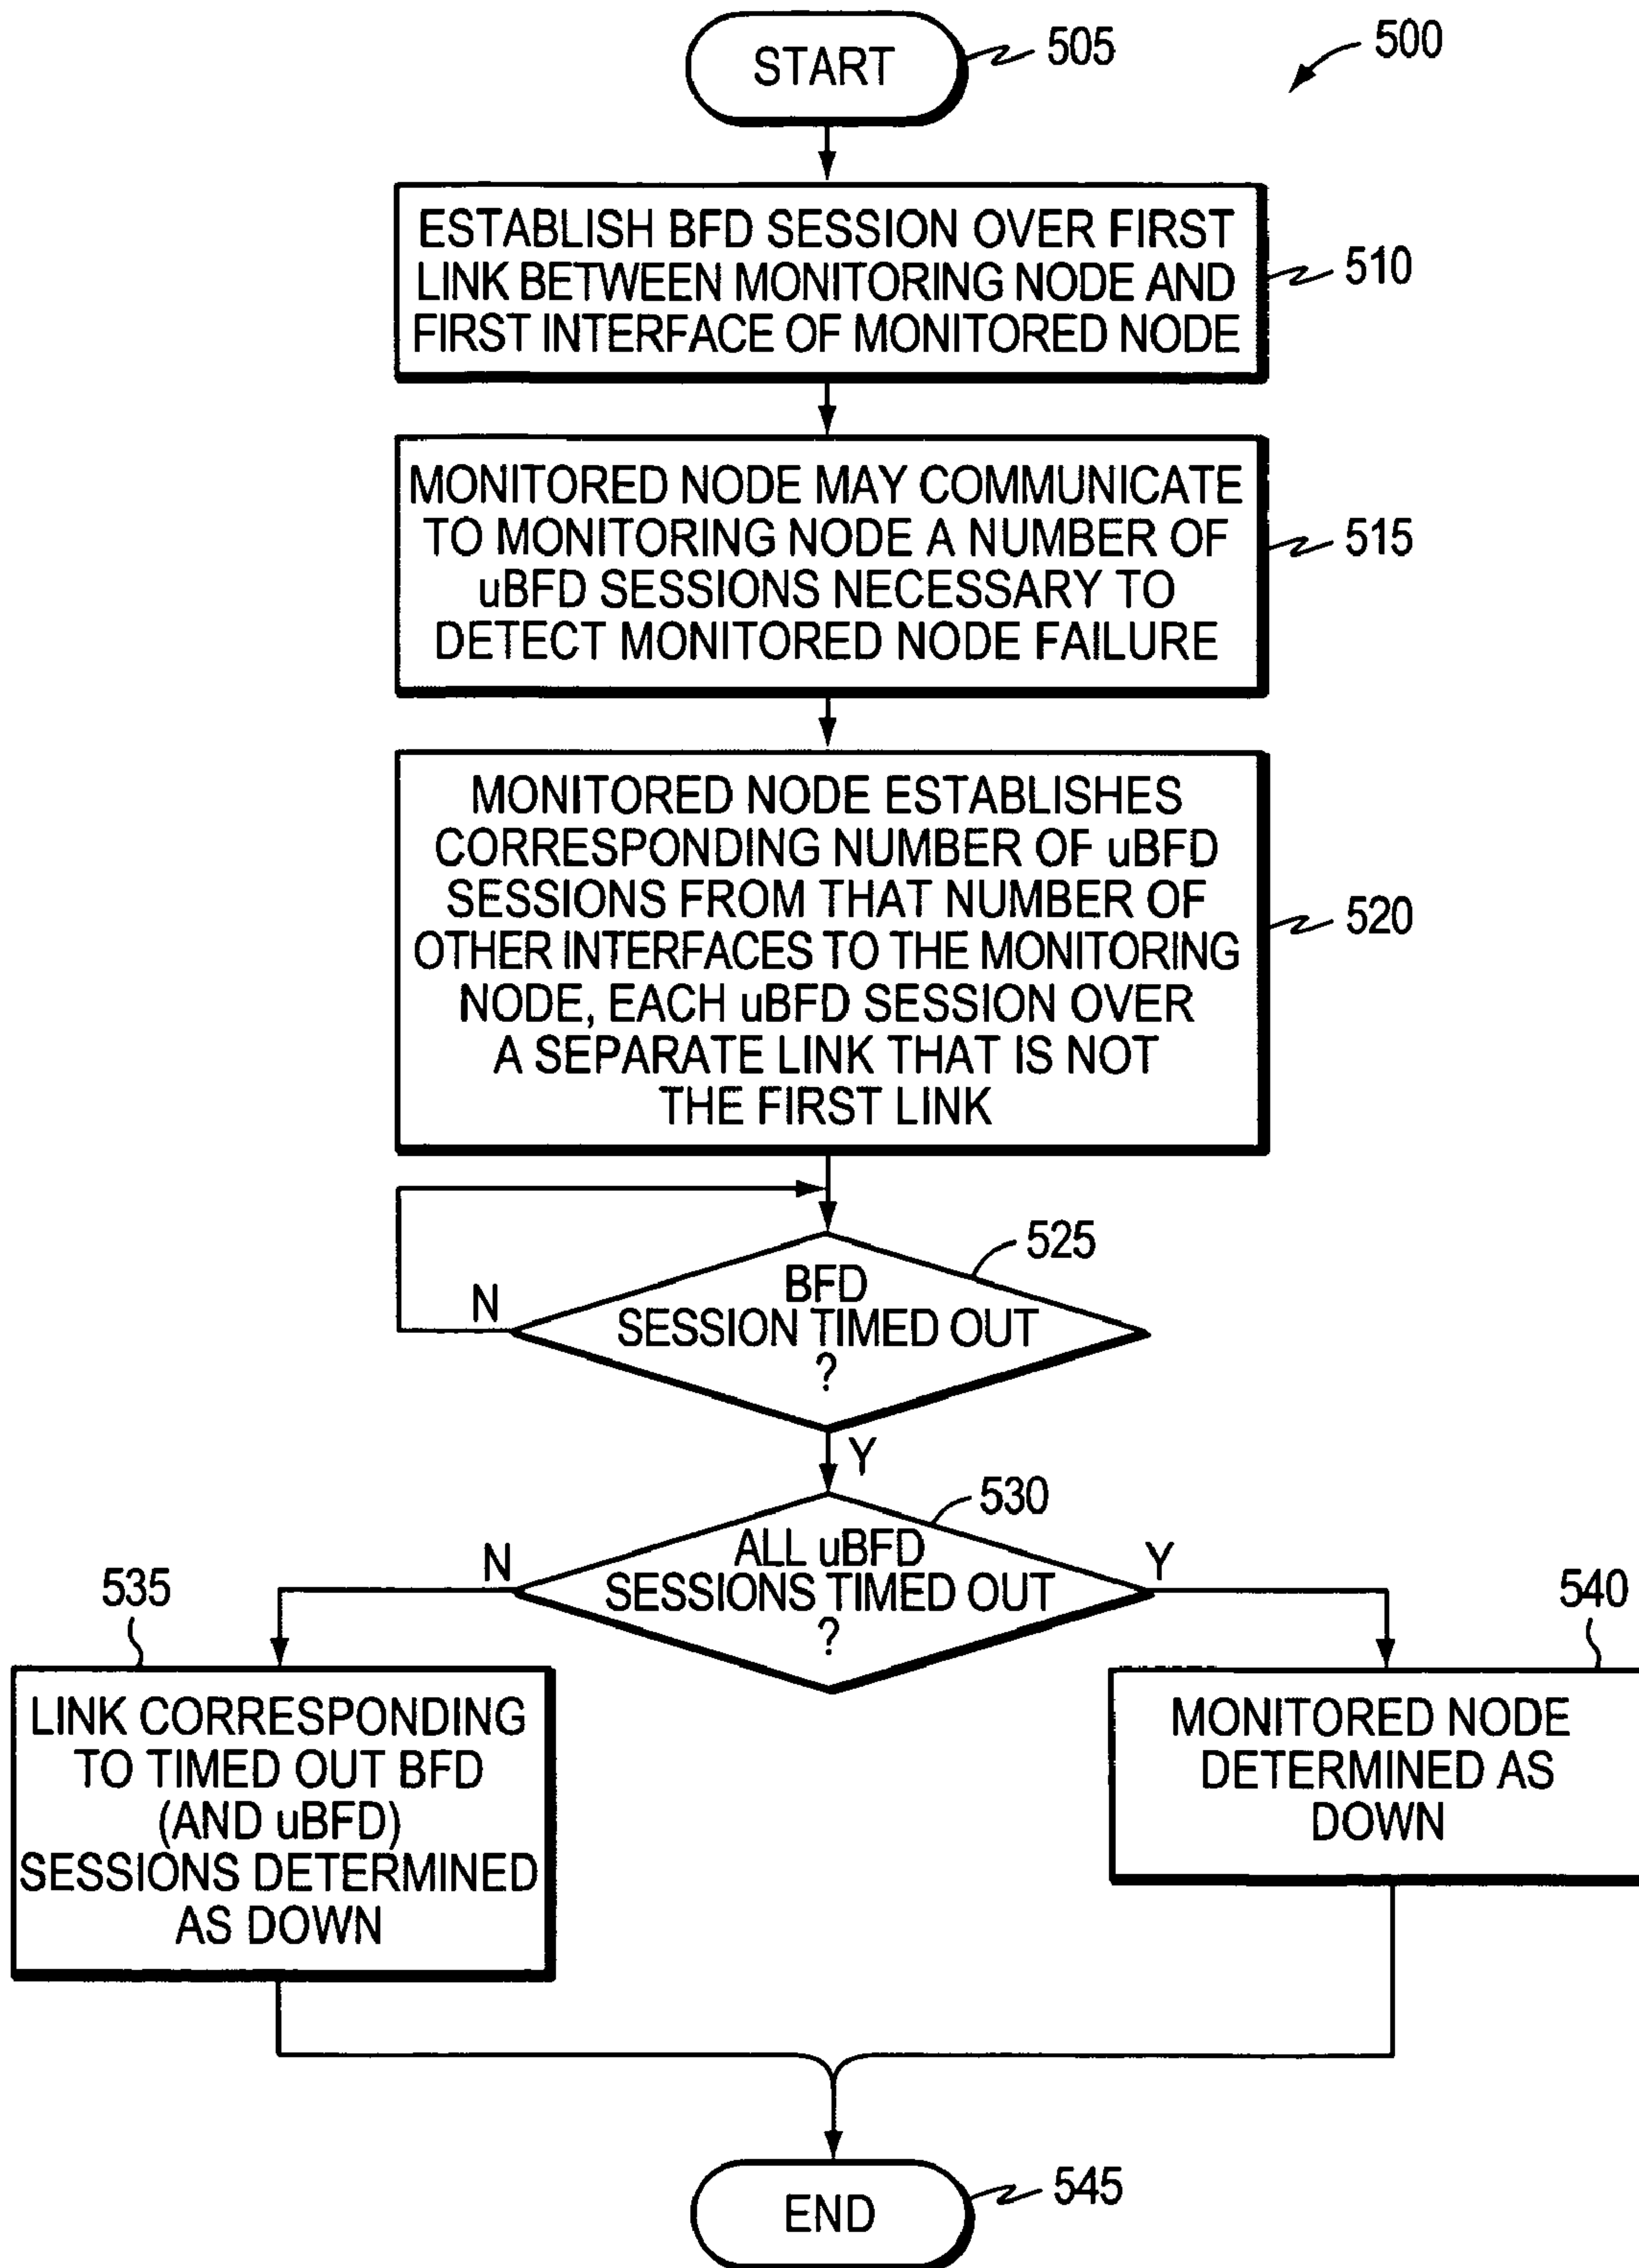 START
505
500
ESTABLISH BFD SESSION OVER FIRST
LINK BETWEEN MONITORING NODE AND
FIRST INTERFACE OF MONITORED NODE
510
MONITORED NODE MAY COMMUNICATE
TO MONITORING NODE A NUMBER OF
uBFD SESSIONS NECESSARY TO
DETECT MONITORED NODE FAILURE
515
MONITORED NODE ESTABLISHES
CORRESPONDING NUMBER OF uBFD
SESSIONS FROM THAT NUMBER OF
OTHER INTERFACES TO THE MONITORING
NODE, EACH uBFD SESSION OVER
A SEPARATE LINK THAT IS NOT
THE FIRST LINK
520
525
BFD
SESSION TIMED OUT
?
N
Y
530
ALL uBFD
SESSIONS TIMED OUT
?
N
Y
535
LINK CORRESPONDING
TO TIMED OUT BFD
(AND uBFD)
SESSIONS DETERMINED
AS DOWN
540
MONITORED NODE
DETERMINED AS
DOWN
END
545